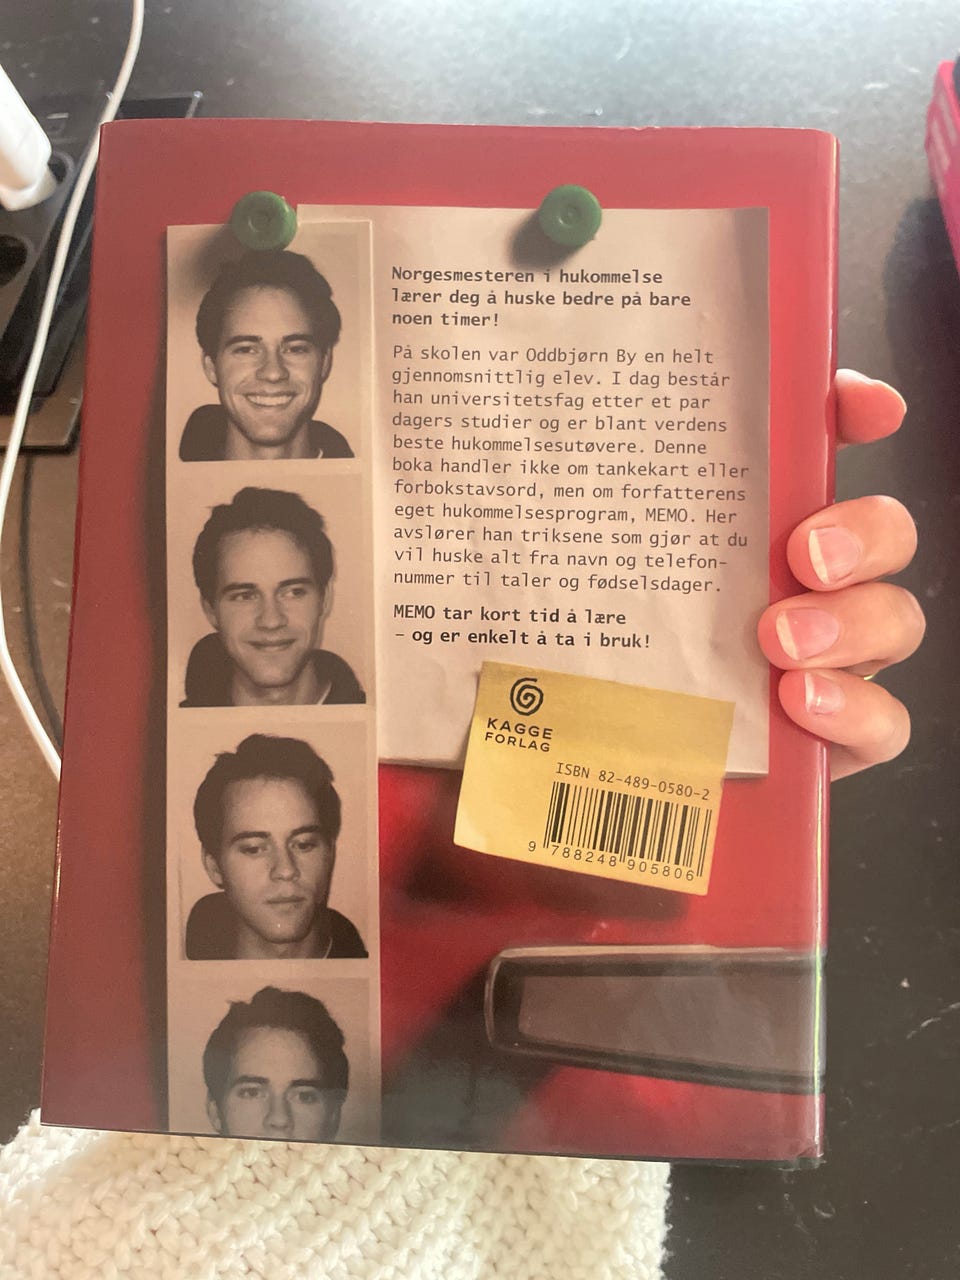 Norgesmesteren i hukommelse
lærer deg å huske bedre på bare
noen timer!
På skolen var Oddbjørn By en helt
gjennomsnittlig elev. I dag består
han universitetsfag etter et par
dagers studier og er blant verdens
beste hukommelsesutøvere. Denne
boka handler ikke om tankekart eller
forbokstavsord, men om forfatterens
eget hukommelsesprogram, MEMO. Her
avslører han triksene som gjør at du
vil huske alt fra navn og telefon-
nummer til taler og fødselsdager.
MEMO tar kort tid å lære
– og er enkelt å ta i bruk!
KAGGE
FORLAG
ISBN 82-489-0580-2
9 788248 905806